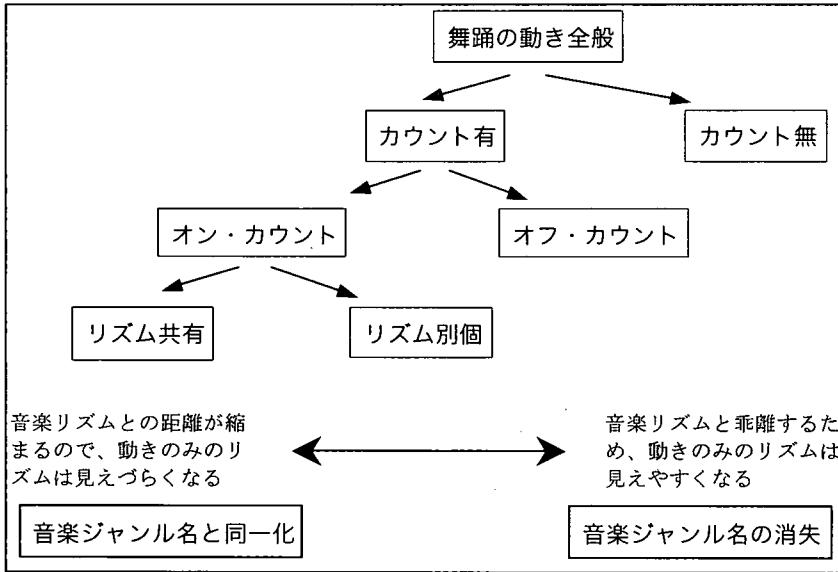 舞踊の動き全般
カウント有
カウント無
オン・カウント
オフ・カウント
リズム共有
リズム別個
音楽リズムとの距離が縮
まるので、動きのみのリ
ズムは見えづらくなる
音楽リズムと乖離するた
め、動きのみのリズムは
見えやすくなる
音楽ジャンル名と同一化
音楽ジャンル名の消失